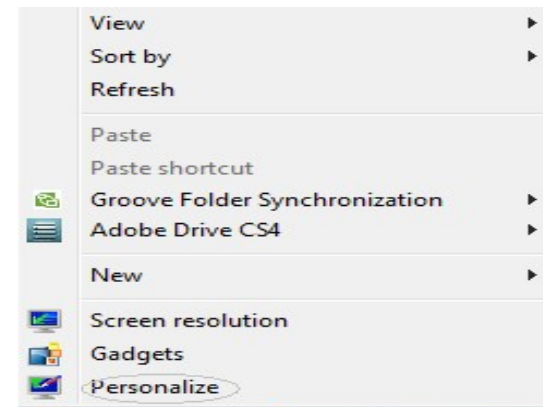 View
Sort by
Refresh
Paste
Paste shortcut
Groove Folder Synchronization
Adobe Drive CS4
New
Screen resolution
Gadgets
Personalize